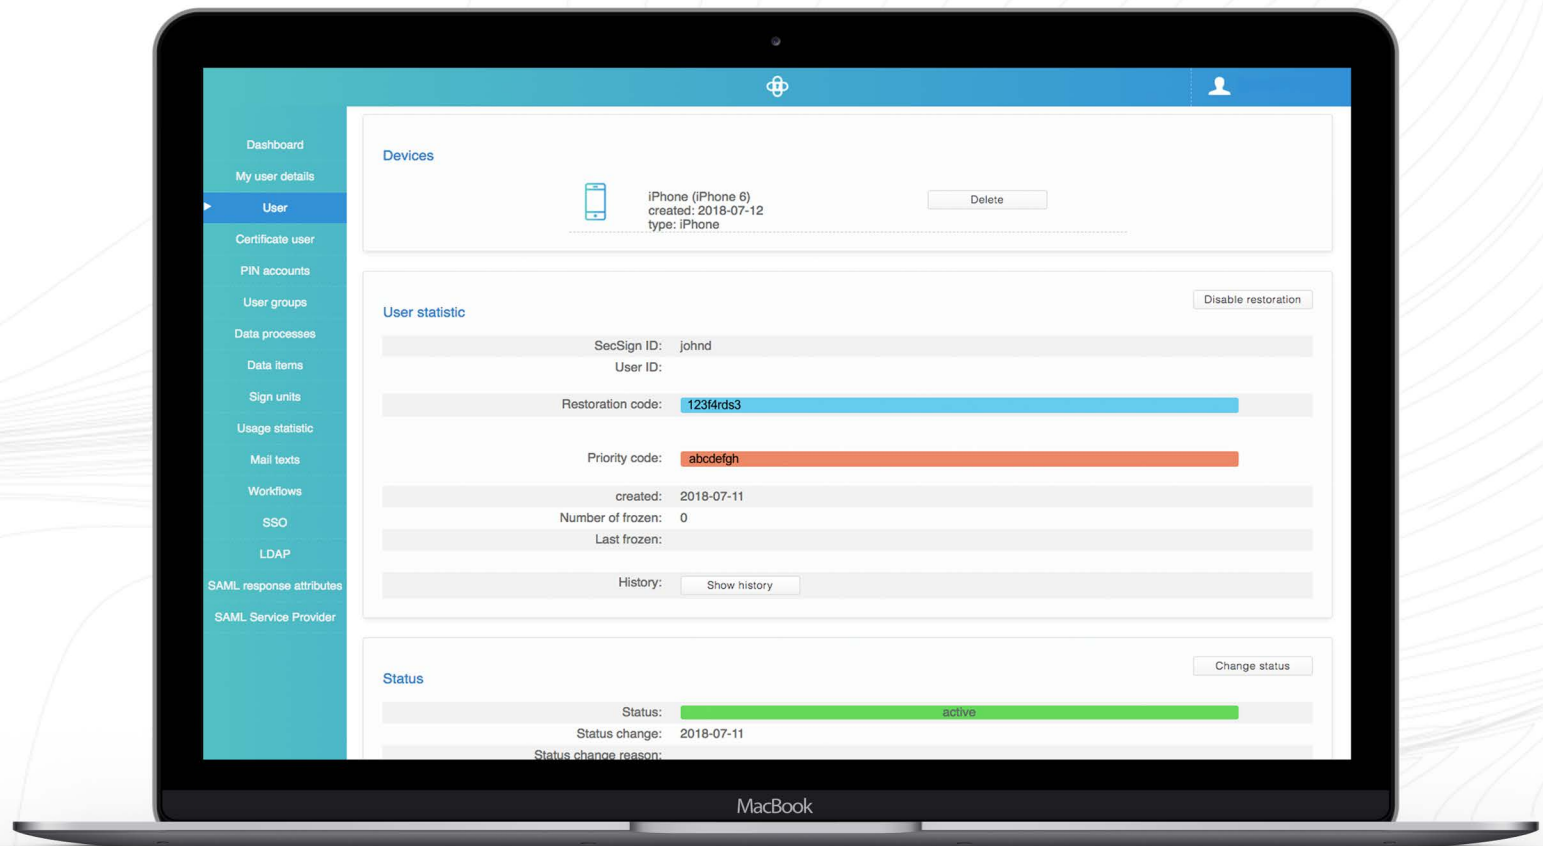 Dashboard
My user details
User
Certificate user
PIN accounts
User groups
Data processes
Data items
Sign units
Usage statistic
Mail texts
Workflows
SSO
LDAP
SAML response attributes
SAML Service Provider
Devices
iPhone (iPhone 6)
created: 2018-07-12
type: iPhone
Delete
Disable restoration
User statistic
SecSign ID: johnd
User ID:
Restoration code: 123f4rds3
Priority code: abcdefgh
created: 2018-07-11
Number of frozen: 0
Last frozen:
History: Show history
Change status
Status
Status: active
Status change: 2018-07-11
Status change reason:
MacBook